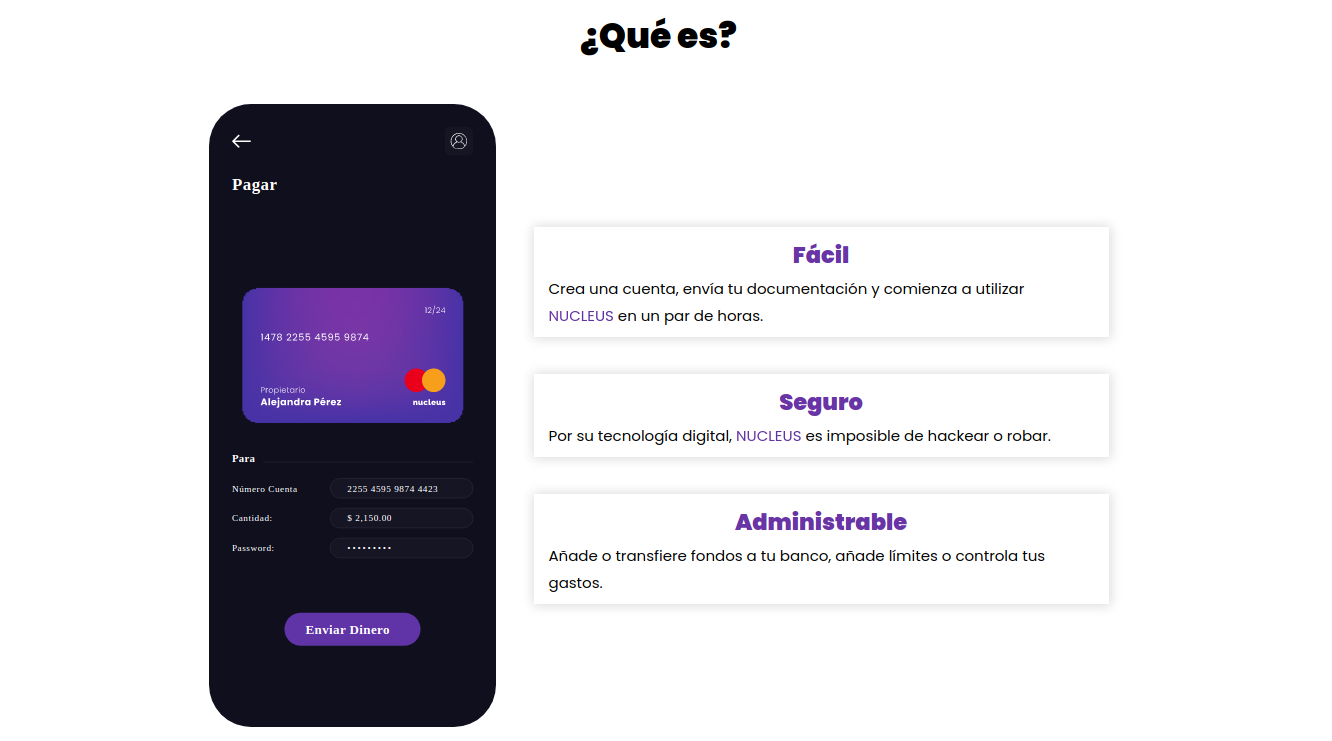 ¿Qué es?
Pagar
12/24
1478 2255 4595 9874
Propietario
Alejandra Pérez
nucleus
Para
Número Cuenta 2255 4595 9874 4423
Cantidad: $ 2,150.00
Password: •••••••••
Enviar Dinero
Fácil
Crea una cuenta, envía tu documentación y comienza a utilizar
NUCLEUS en un par de horas.
Seguro
Por su tecnología digital, NUCLEUS es imposible de hackear o robar.
Administrable
Añade o transfiere fondos a tu banco, añade límites o controla tus
gastos.